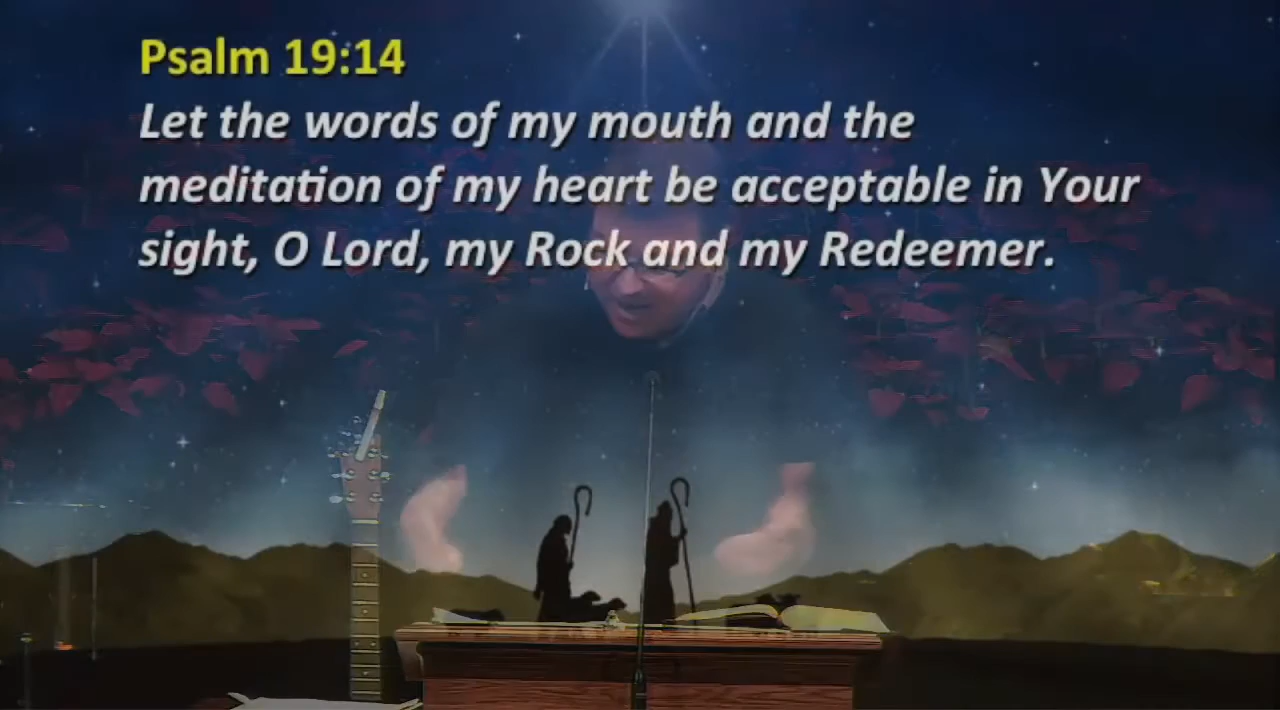 Psalm 19:14
Let the words of my mouth and the
meditation of my heart be acceptable in Your
sight, O Lord, my Rock and my Redeemer.